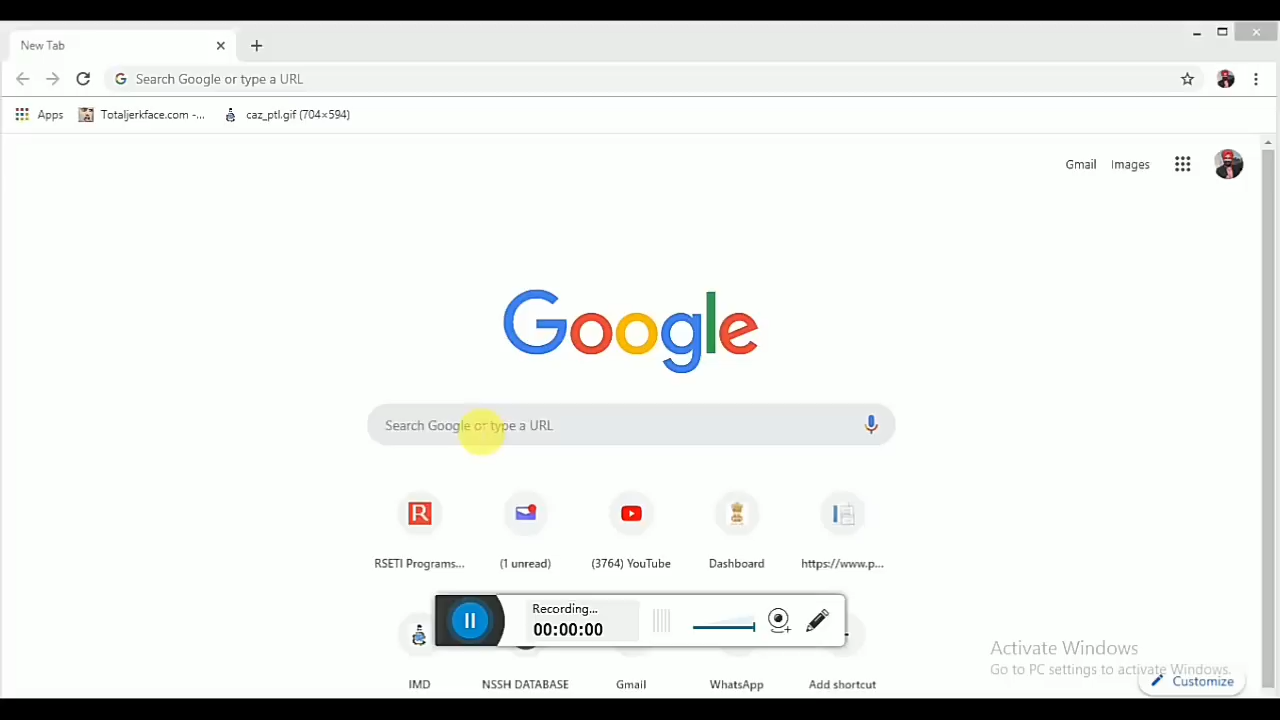 New Tab
Search Google or type a URL
Apps
Totaljerkface.com -...
caz_ptl.gif (704×594)
Gmail
Images
Google
Search Google or type a URL
R
RSETI Programs...
(1 unread)
(3764) YouTube
Dashboard
https://www.p...
Recording...
00:00:00
Activate Windows
Go to PC settings to activate Windows.
Customize
IMD
NSSH DATABASE
Gmail
WhatsApp
Add shortcut